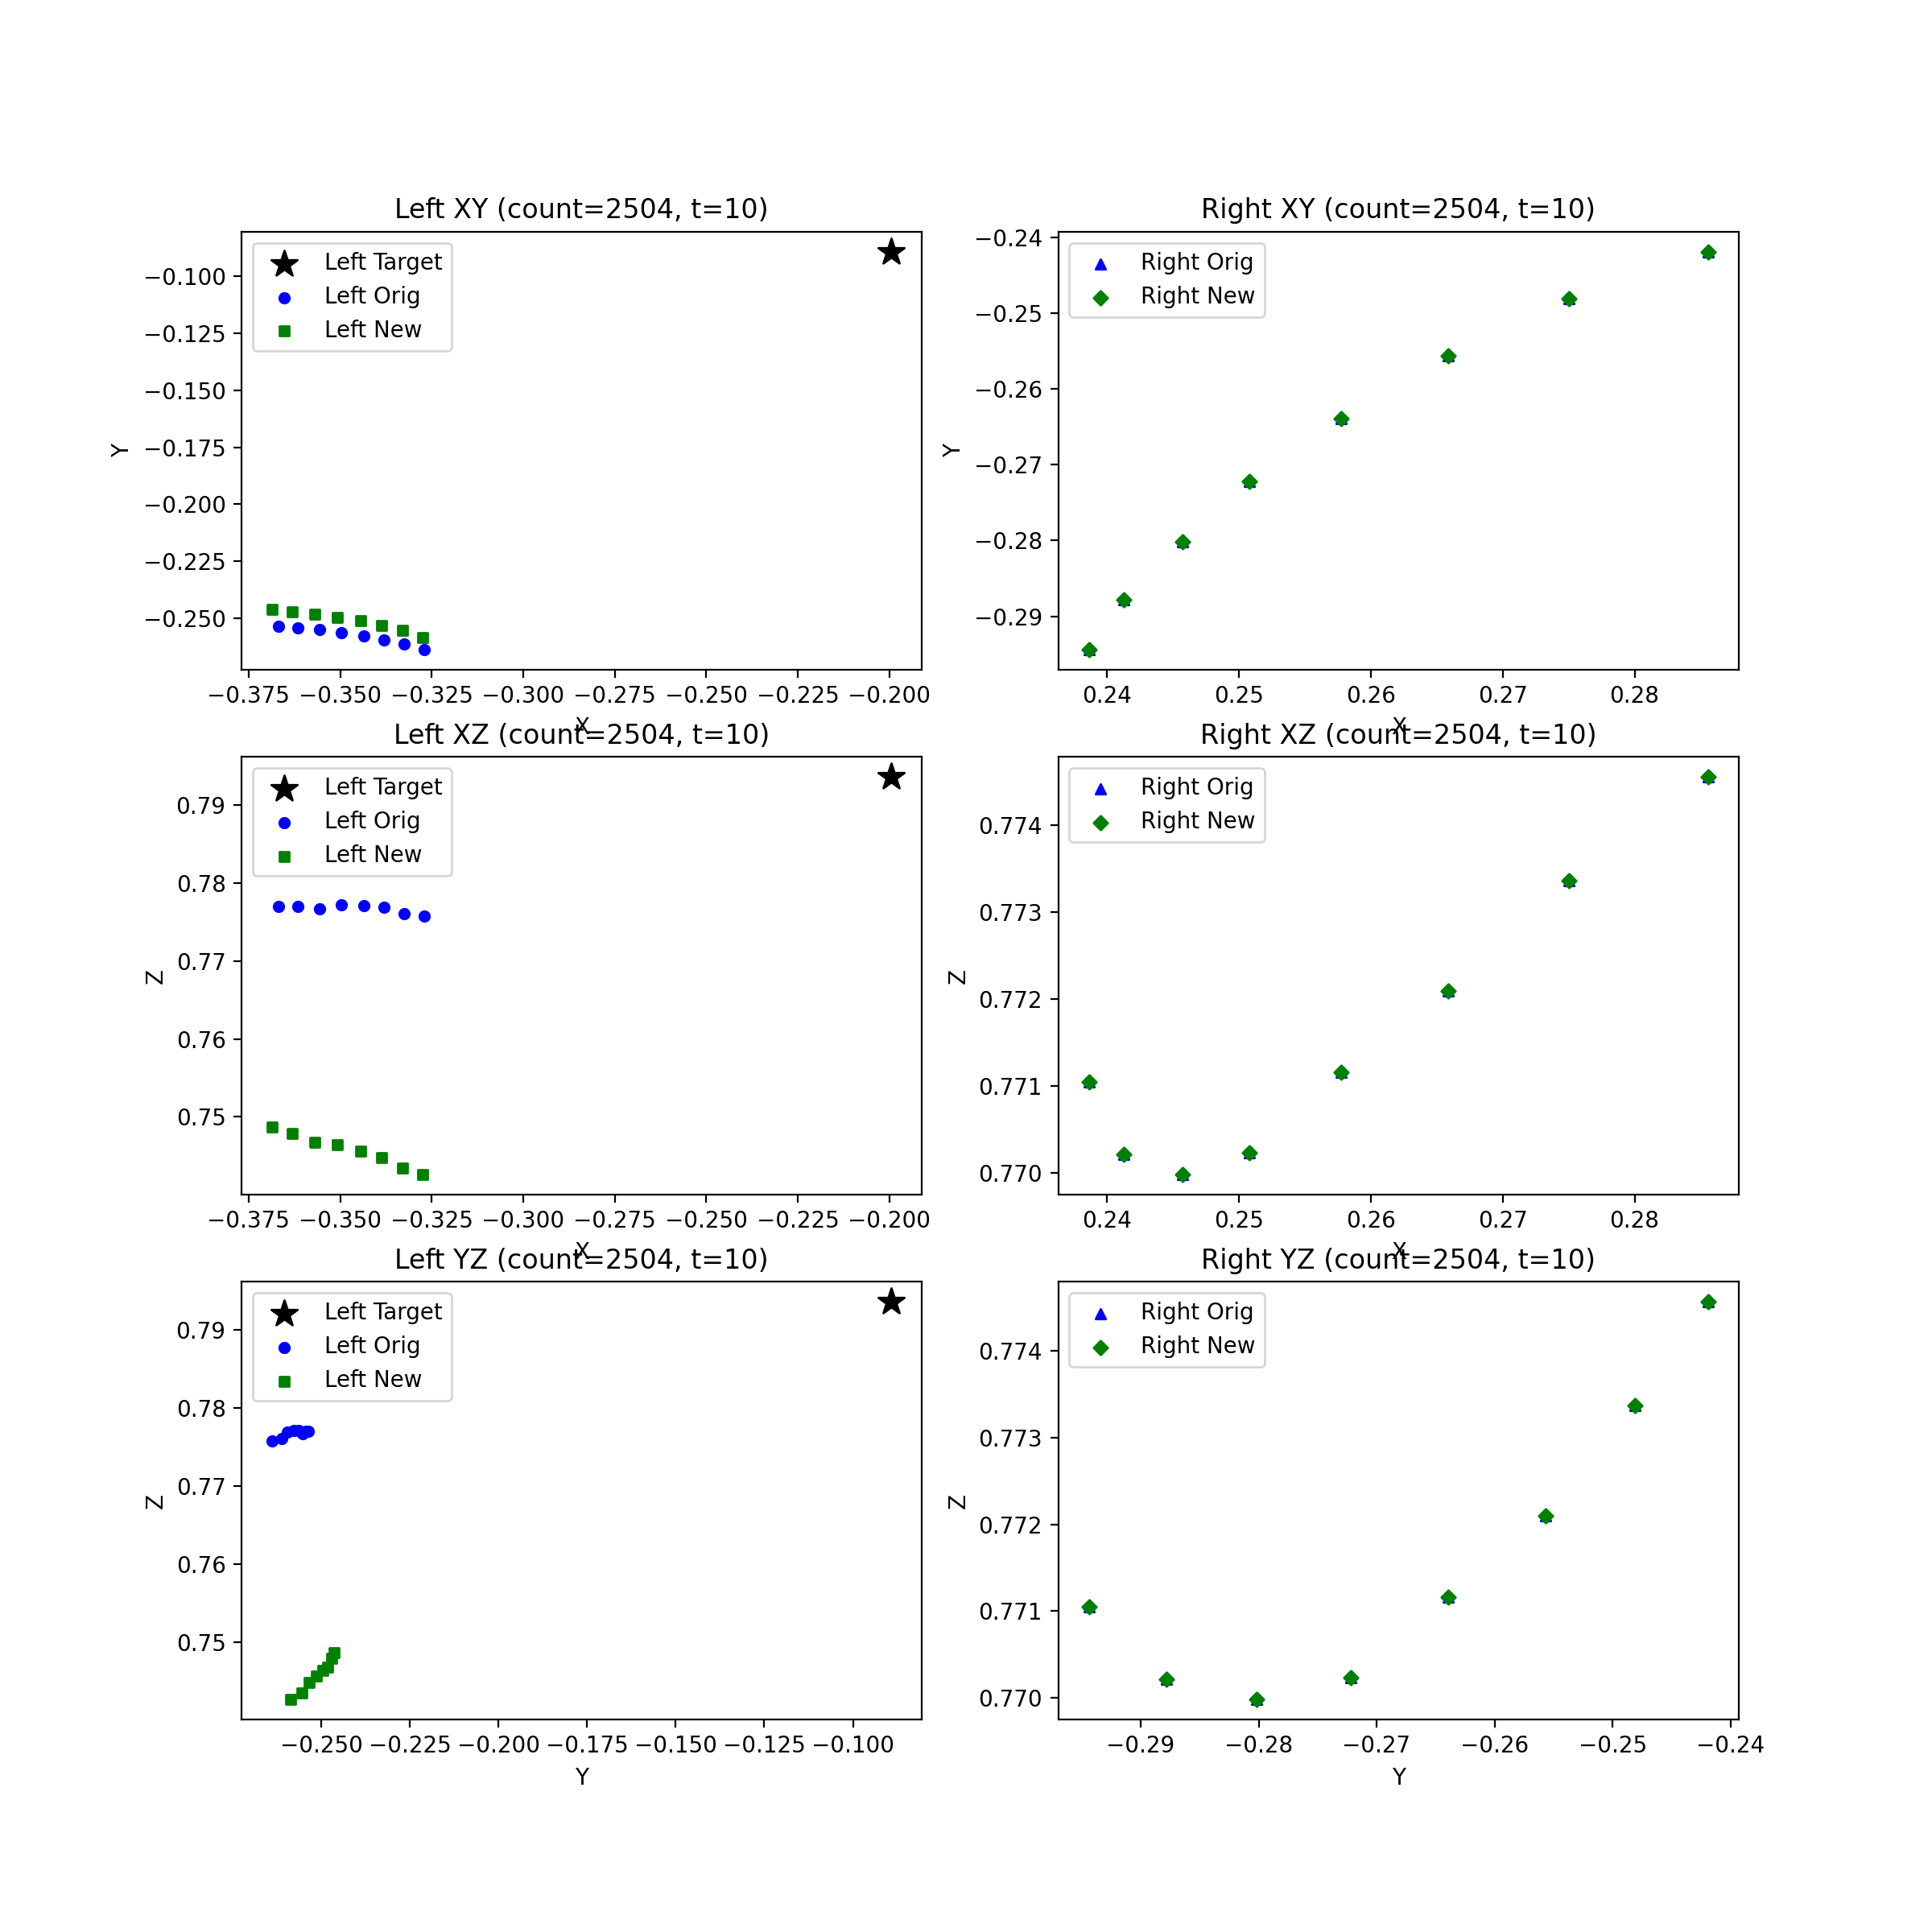 Left XY (count=2504, t=10)
Left Target
Left Orig
Left New
Y
−0.100
−0.125
−0.150
−0.175
−0.200
−0.225
−0.250
−0.375 −0.350 −0.325 −0.300 −0.275 −0.250 −0.225 −0.200
X
Right XY (count=2504, t=10)
Right Orig
Right New
Y
−0.24
−0.25
−0.26
−0.27
−0.28
−0.29
0.24 0.25 0.26 0.27 0.28
X
Left XZ (count=2504, t=10)
Left Target
Left Orig
Left New
Z
0.79
0.78
0.77
0.76
0.75
−0.375 −0.350 −0.325 −0.300 −0.275 −0.250 −0.225 −0.200
X
Right XZ (count=2504, t=10)
Right Orig
Right New
Z
0.774
0.773
0.772
0.771
0.770
0.24 0.25 0.26 0.27 0.28
X
Left YZ (count=2504, t=10)
Left Target
Left Orig
Left New
Z
0.79
0.78
0.77
0.76
0.75
−0.250 −0.225 −0.200 −0.175 −0.150 −0.125 −0.100
Y
Right YZ (count=2504, t=10)
Right Orig
Right New
Z
0.774
0.773
0.772
0.771
0.770
−0.29 −0.28 −0.27 −0.26 −0.25 −0.24
Y